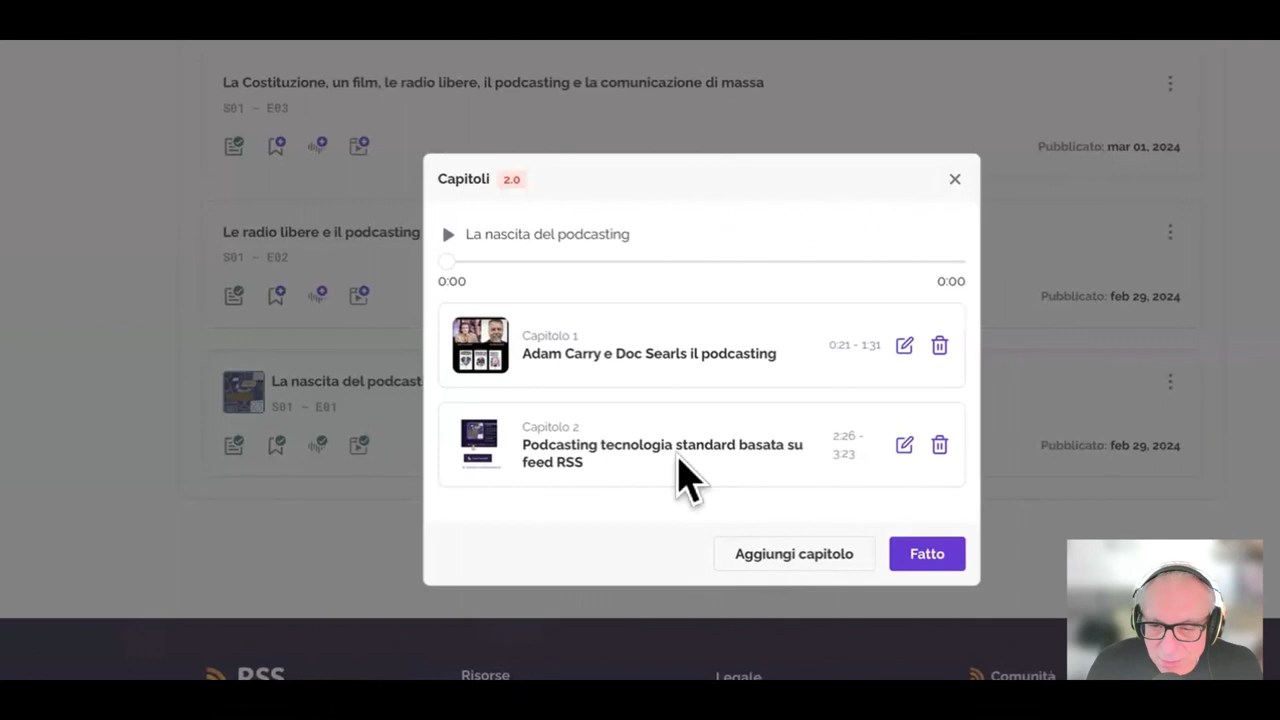 La Costituzione, un film, le radio libere, il podcasting e la comunicazione di massa
S01 – E03
Pubblicato: mar 01, 2024
Capitoli 2.0
Le radio libere e il podcasting
S01 – E02
Pubblicato: feb 29, 2024
La nascita del podcasting
0:00 0:00
Capitolo 1
Adam Carry e Doc Searls il podcasting
0:21 - 1:31
La nascita del podcast
S01 – E01
Pubblicato: feb 29, 2024
Capitolo 2
Podcasting tecnologia standard basata su
feed RSS
2:26 -
3:23
Aggiungi capitolo
Fatto
RSS
Risorse
Legale
Comunità